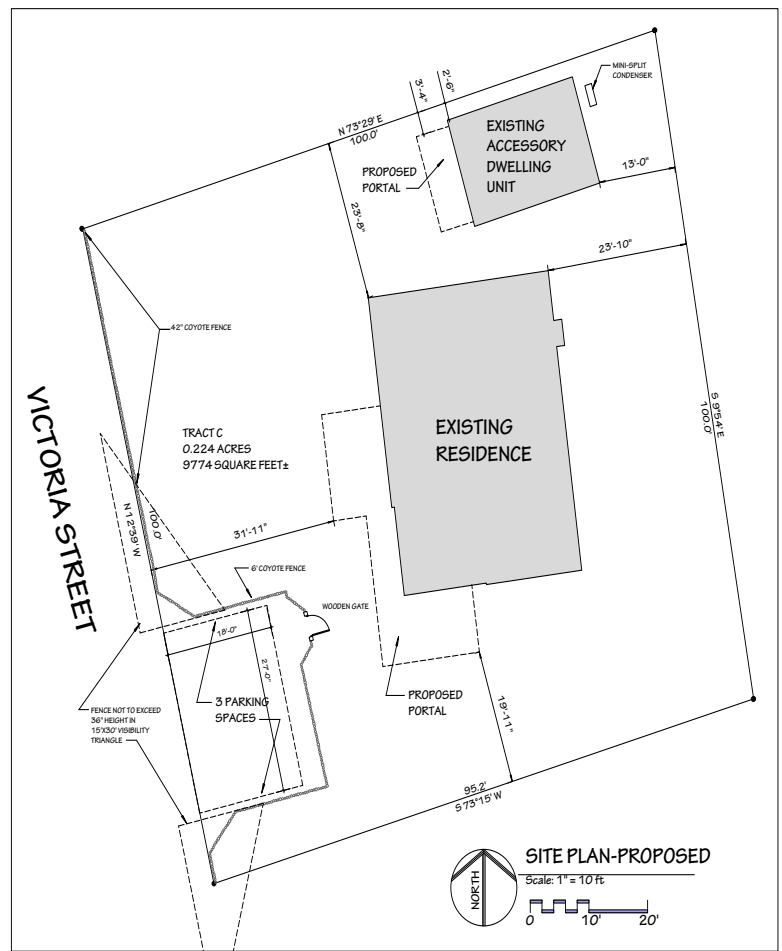 MINI-SPLIT
CONDENSER
2'-6"
3'-4"
N 73°29' E
100.0'
EXISTING
ACCESSORY
DWELLING
UNIT
PROPOSED
PORTAL
13'-0"
23'-8"
23'-10"
42" COYOTE FENCE
VICTORIA STREET
TRACT C
0.224 ACRES
9774 SQUARE FEET±
EXISTING
RESIDENCE
S 9°54' E
100.0'
N 12°39' W
100.0'
31'-11"
6' COYOTE FENCE
WOODEN GATE
18'-0"
27'-0"
3 PARKING
SPACES
FENCE NOT TO EXCEED
36" HEIGHT IN
15'X30' VISIBILITY
TRIANGLE
PROPOSED
PORTAL
19'-11"
95.2'
S 73°15' W
NORTH
SITE PLAN-PROPOSED
Scale: 1" = 10 ft
0 10' 20'